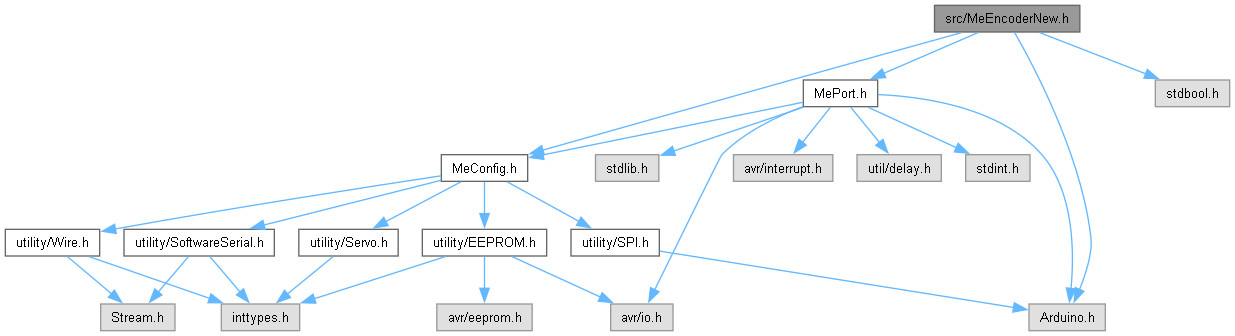 src/MeEncoderNew.h
MePort.h
stdbool.h
MeConfig.h
stdlib.h
avr/interrupt.h
util/delay.h
stdint.h
utility/Wire.h
utility/SoftwareSerial.h
utility/Servo.h
utility/EEPROM.h
utility/SPI.h
Stream.h
inttypes.h
avr/eeprom.h
avr/io.h
Arduino.h